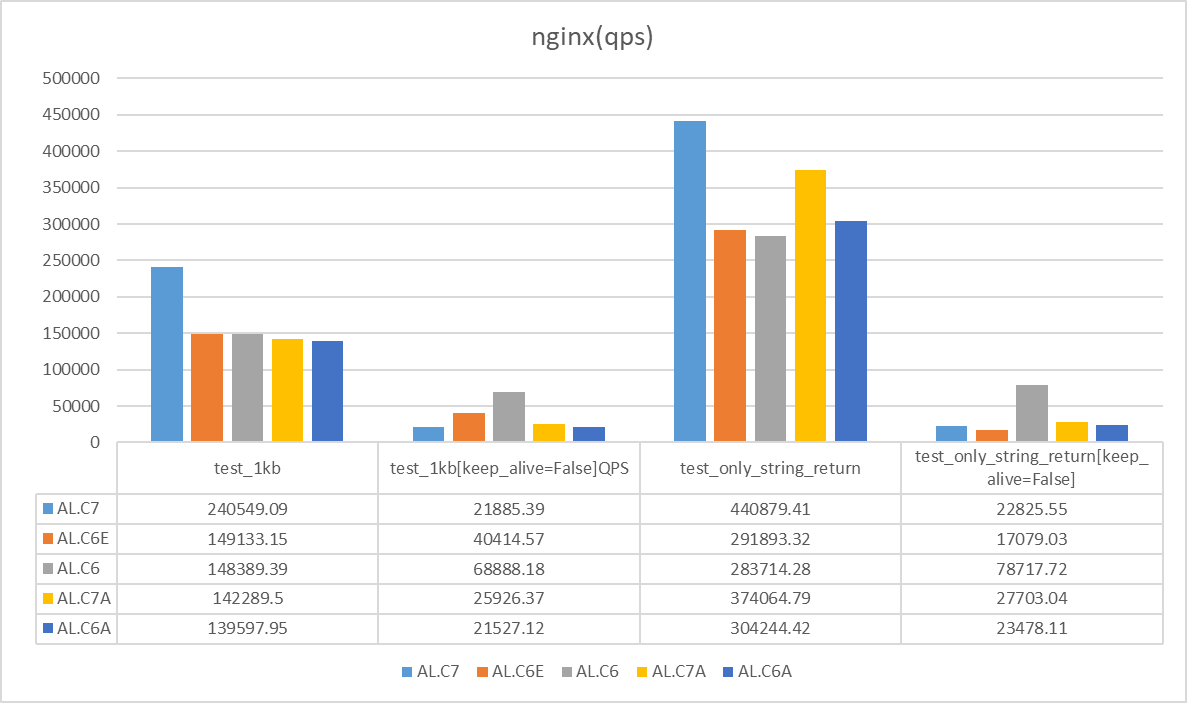 nginx(qps)
500000
450000
400000
350000
300000
250000
200000
150000
100000
50000
0
test_1kb test_1kb[keep_alive=False]QPS test_only_string_return test_only_string_return[keep_
alive=False]
AL.C7 240549.09 21885.39 440879.41 22825.55
AL.C6E 149133.15 40414.57 291893.32 17079.03
AL.C6 148389.39 68888.18 283714.28 78717.72
AL.C7A 142289.5 25926.37 374064.79 27703.04
AL.C6A 139597.95 21527.12 304244.42 23478.11
AL.C7 AL.C6E AL.C6 AL.C7A AL.C6A